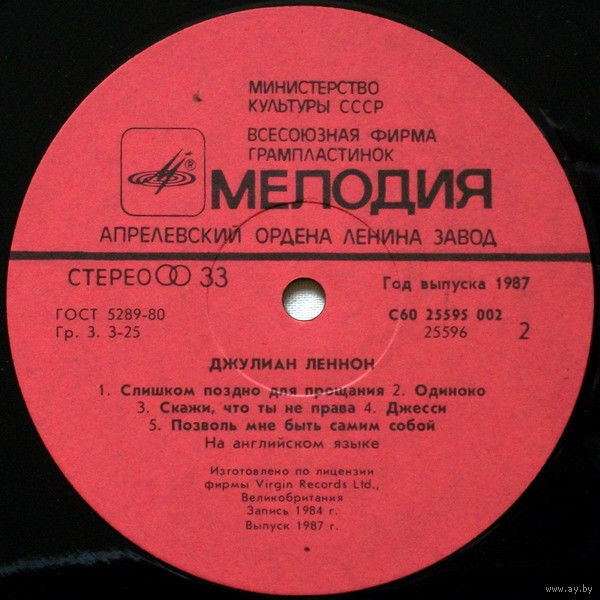 МИНИСТЕРСТВО
КУЛЬТУРЫ СССР
ВСЕСОЮЗНАЯ ФИРМА
ГРАМПЛАСТИНОК
®
МЕЛОДИЯ
АПРЕЛЕВСКИЙ ОРДЕНА ЛЕНИНА ЗАВОД
СТЕРЕО 33
Год выпуска 1987
ГОСТ 5289-80
Гр. 3. 3-25
С60 25595 002
25596 2
ДЖУЛИАН ЛЕННОН
1. Слишком поздно для прощания 2. Одиноко
3. Скажи, что ты не права 4. Джесси
5. Позволь мне быть самим собой
На английском языке
Изготовлено по лицензии
фирмы Virgin Records Ltd.,
Великобритания
Запись 1984 г.
Выпуск 1987 г.
www.ay.by